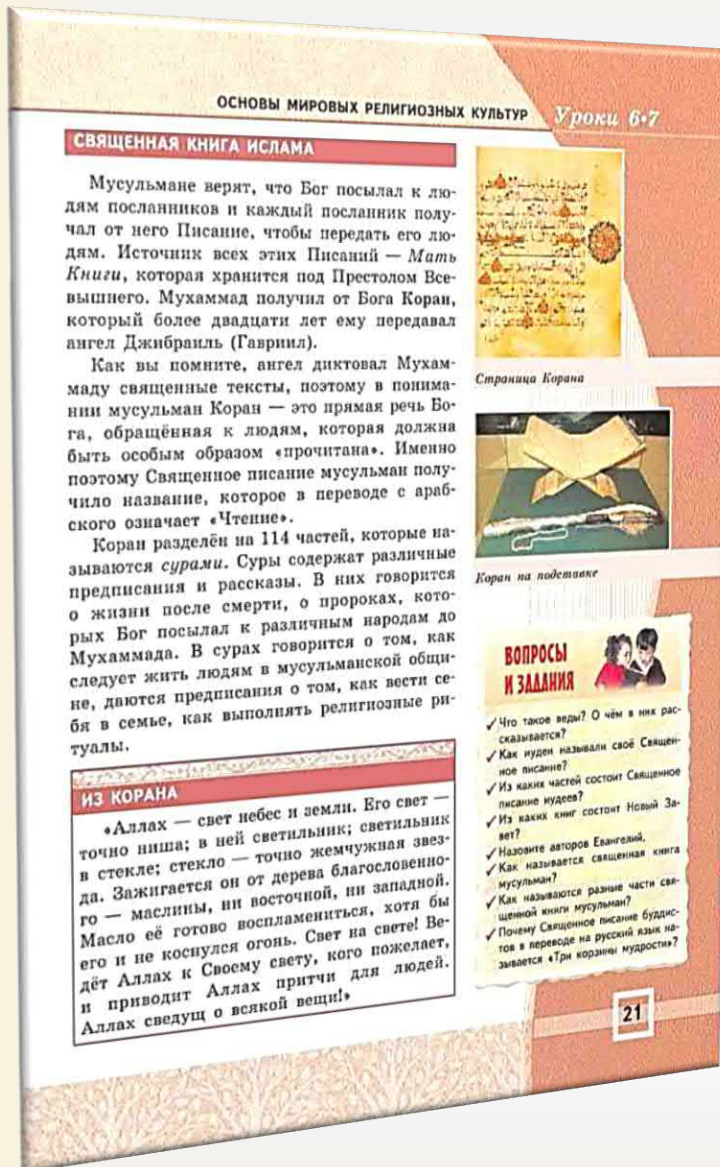 ОСНОВЫ МИРОВЫХ РЕЛИГИОЗНЫХ КУЛЬТУР
Уроки 6•7
СВЯЩЕННАЯ КНИГА ИСЛАМА
Мусульмане верят, что Бог посылал к лю-
дям посланников и каждый посланник полу-
чал от него Писание, чтобы передать его лю-
дям. Источник всех этих Писаний — Мать
Книги, которая хранится под Престолом Все-
вышнего. Мухаммад получил от Бога Коран,
который более двадцати лет ему передавал
ангел Джибраиль (Гавриил).
Как вы помните, ангел диктовал Мухам-
маду священные тексты, поэтому в понима-
нии мусульман Коран — это прямая речь Бо-
га, обращённая к людям, которая должна
быть особым образом «прочитана». Именно
поэтому Священное писание мусульман полу-
чило название, которое в переводе с араб-
ского означает «Чтение».
Коран разделён на 114 частей, которые на-
зываются сурами. Суры содержат различные
предписания и рассказы. В них говорится
о жизни после смерти, о пророках, кото-
рых Бог посылал к различным народам до
Мухаммада. В сурах говорится о том, как
следует жить людям в мусульманской общи-
не, даются предписания о том, как вести се-
бя в семье, как выполнять религиозные ри-
туалы.
ИЗ КОРАНА
«Аллах — свет небес и земли. Его свет —
точно ниша; в ней светильник; светильник
в стекле; стекло — точно жемчужная звез-
да. Зажигается он от дерева благословенно-
го — маслины, ни восточной, ни западной.
Масло её готово воспламениться, хотя бы
его и не коснулся огонь. Свет на свете! Ве-
дёт Аллах к Своему свету, кого пожелает,
и приводит Аллах притчи для людей.
Аллах сведущ о всякой вещи!»
Страница Корана
Коран на подставке
ВОПРОСЫ
И ЗАДАНИЯ
✓ Что такое веды? О чём в них рас-
сказывается?
✓ Как иудеи называли своё Священ-
ное писание?
✓ Из каких частей состоит Священное
писание иудеев?
✓ Из каких книг состоит Новый За-
вет?
✓ Назовите авторов Евангелий.
✓ Как называется священная книга
мусульман?
✓ Как называются разные части свя-
щенной книги мусульман?
✓ Почему Священное писание буддис-
тов в переводе на русский язык на-
зывается «Три корзины мудрости»?
21